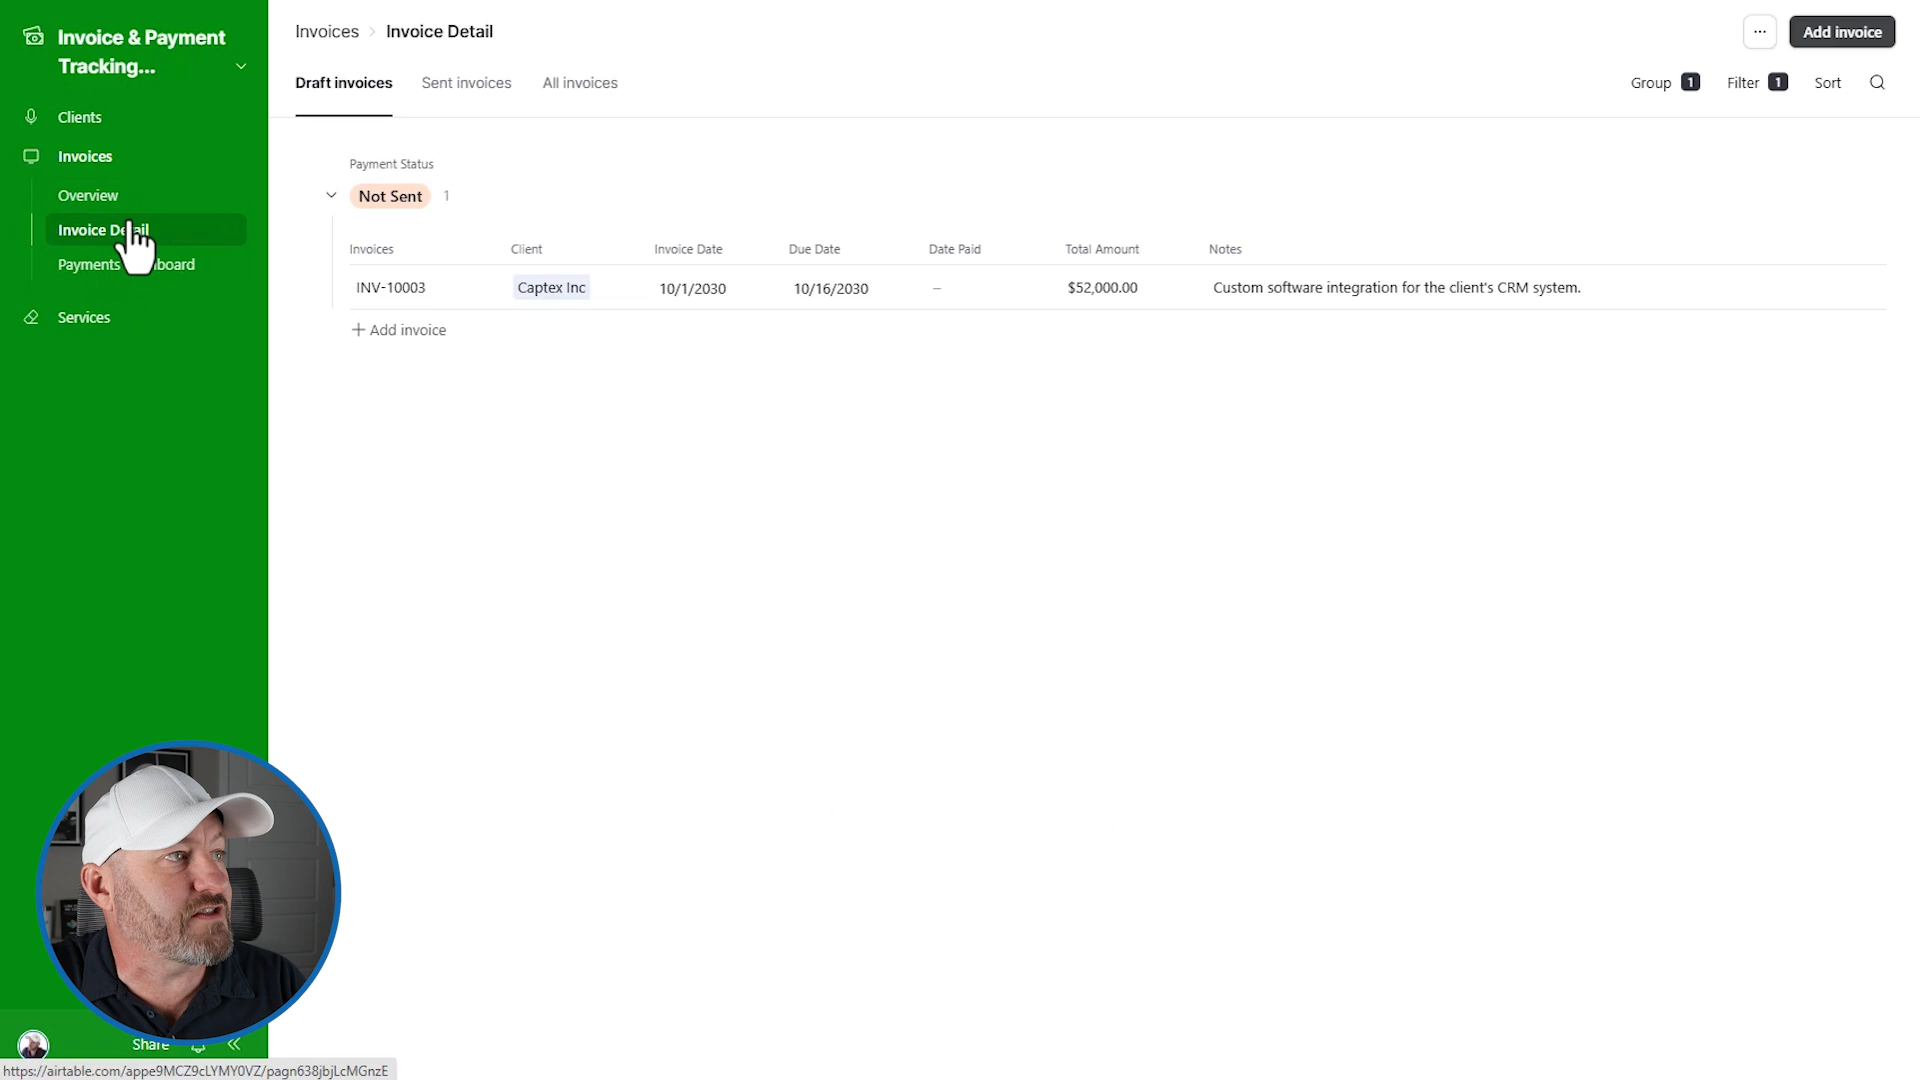 Invoice & Payment
Tracking...
Clients
Invoices
Overview
Invoice Detail
Payments
Services
Share
https://airtable.com/appe9MCZ9cLYMY0VZ/pagn638jbjLcMGnzE
Invoices > Invoice Detail
... Add invoice
Draft invoices Sent invoices All invoices
Group 1 Filter 1 Sort
Payment Status
Not Sent 1
Invoices Client Invoice Date Due Date Date Paid Total Amount Notes
INV-10003 Captex Inc 10/1/2030 10/16/2030 – $52,000.00 Custom software integration for the client's CRM system.
+ Add invoice